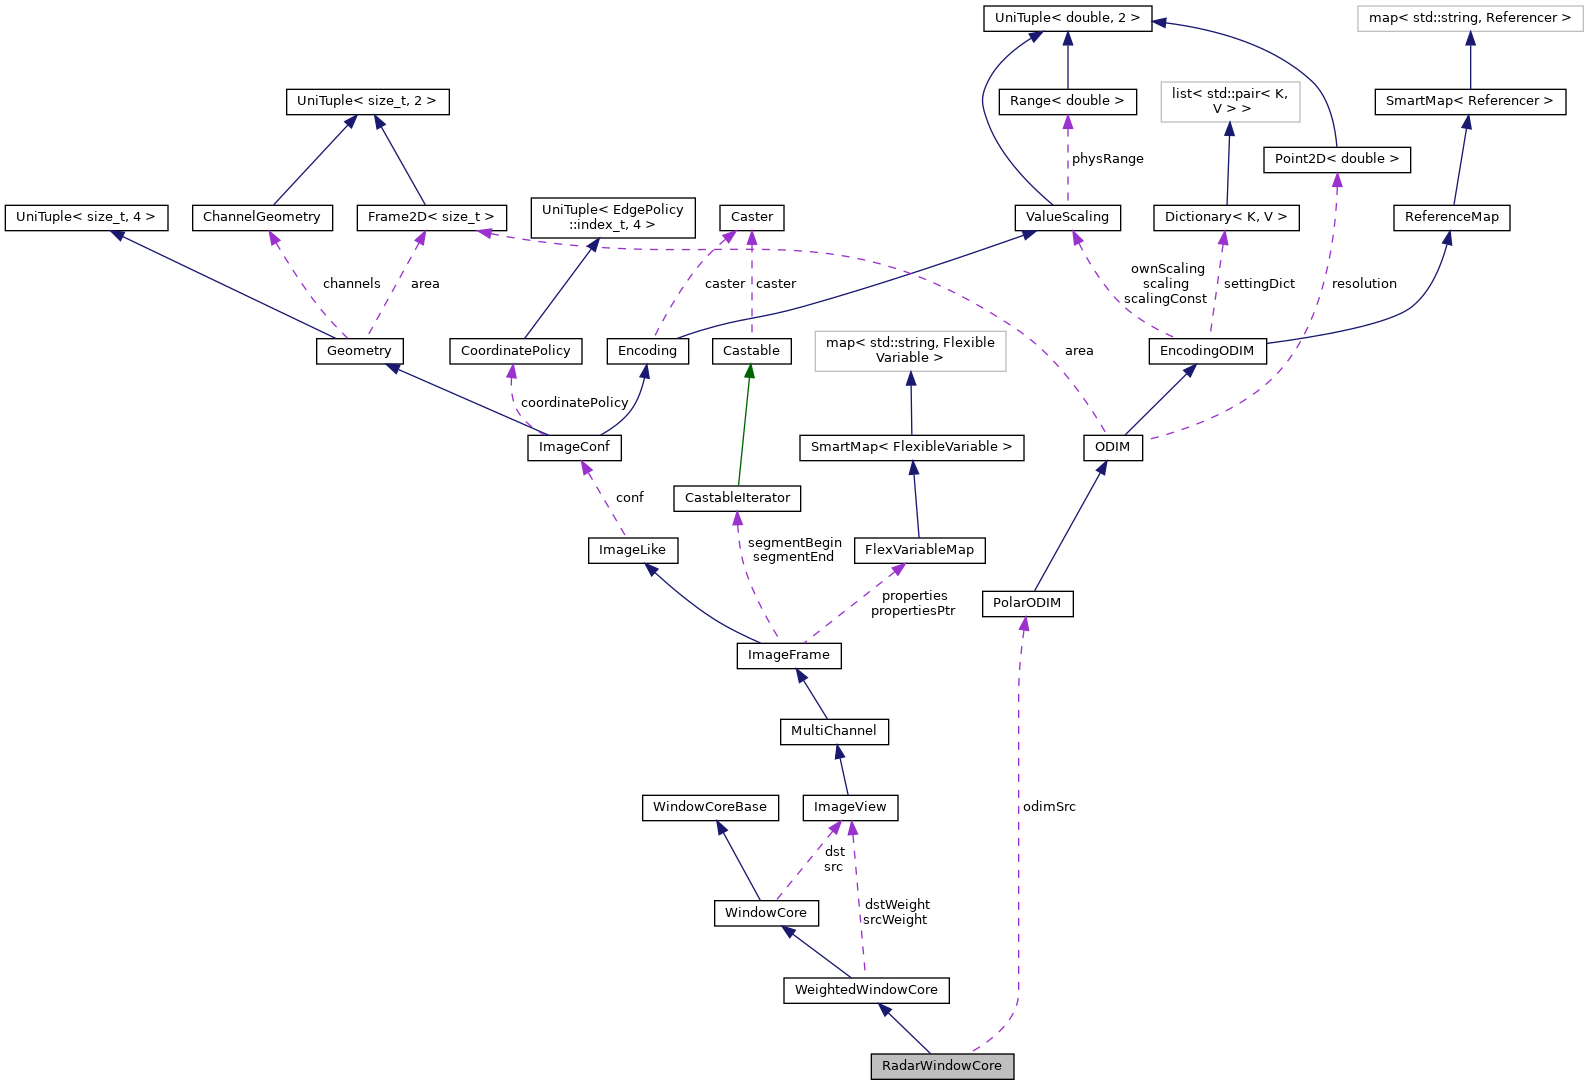 UniTuple< double, 2 >
map< std::string, Referencer >
UniTuple< size_t, 2 >
Range< double >
list< std::pair< K,
V > >
SmartMap< Referencer >
physRange
Point2D< double >
UniTuple< size_t, 4 >
ChannelGeometry
Frame2D< size_t >
UniTuple< EdgePolicy
::index_t, 4 >
Caster
ValueScaling
Dictionary< K, V >
ReferenceMap
channels
area
caster
caster
ownScaling
scaling
scalingConst
settingDict
resolution
Geometry
CoordinatePolicy
Encoding
Castable
map< std::string, Flexible
Variable >
area
EncodingODIM
coordinatePolicy
ImageConf
SmartMap< FlexibleVariable >
ODIM
conf
CastableIterator
ImageLike
segmentBegin
segmentEnd
FlexVariableMap
properties
propertiesPtr
PolarODIM
ImageFrame
MultiChannel
WindowCoreBase
ImageView
odimSrc
dst
src
dstWeight
srcWeight
WindowCore
WeightedWindowCore
RadarWindowCore